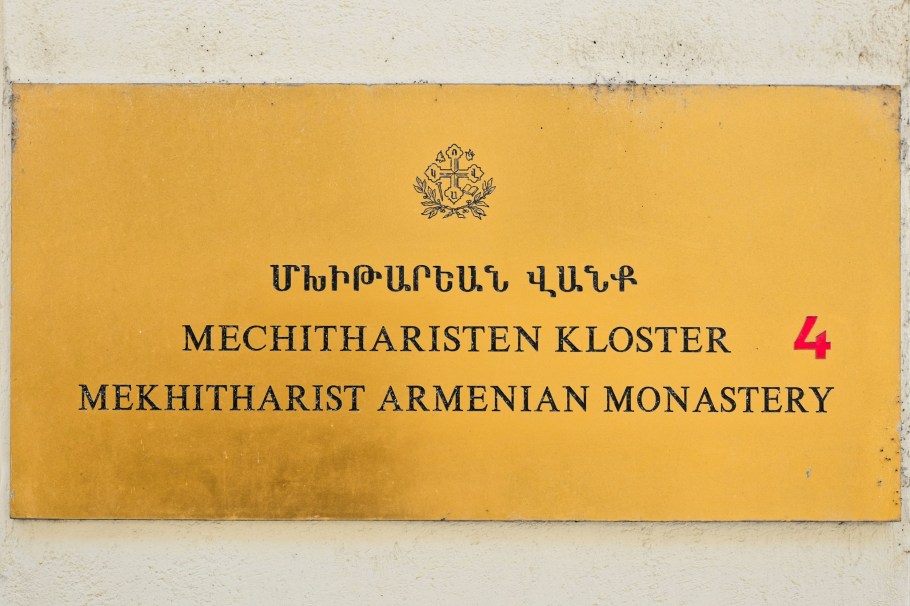 ՄԽԻԹԱՐԵԱՆ ՎԱՆՔ
MECHITHARISTEN KLOSTER 4
MEKHITHARIST ARMENIAN MONASTERY